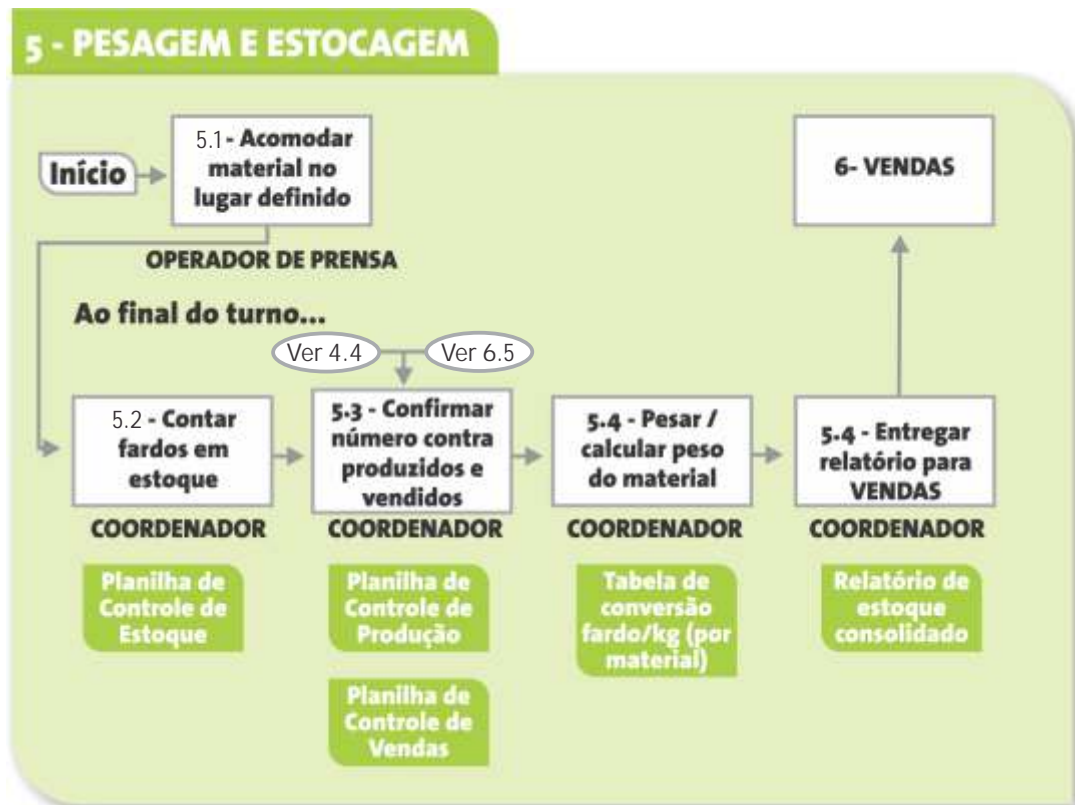 5 - PESAGEM E ESTOCAGEM
Início
5.1 - Acomodar
material no
lugar definido
OPERADOR DE PRENSA
6- VENDAS
Ao final do turno...
Ver 4.4
Ver 6.5
5.2 - Contar
fardos em
estoque
COORDENADOR
Planilha de
Controle de
Estoque
5.3 - Confirmar
número contra
produzidos e
vendidos
COORDENADOR
Planilha de
Controle de
Produção
Planilha de
Controle de
Vendas
5.4 - Pesar /
calcular peso
do material
COORDENADOR
Tabela de
conversão
fardo/kg (por
material)
5.4 - Entregar
relatório para
VENDAS
COORDENADOR
Relatório de
estoque
consolidado